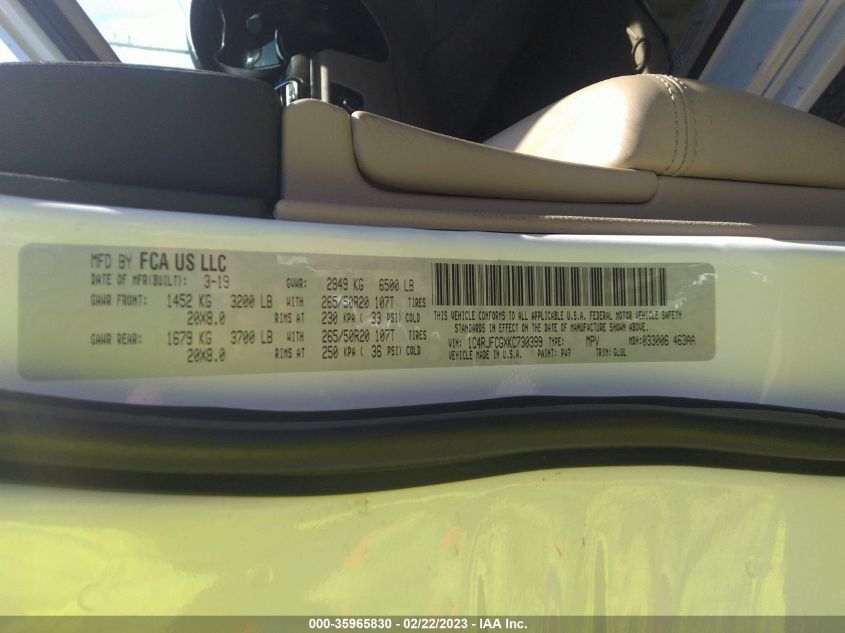 MFD BY FCA US LLC
DATE OF MFR(BUILT): 3-19 GVWR: 2949 KG 6500 LB
GAWR FRONT: 1452 KG 3200 LB WITH 265/50R20 107T TIRES
20X8.0 RIMS AT 230 KPA ( 33 PSI) COLD
GAWR REAR: 1679 KG 3700 LB WITH 265/50R20 107T TIRES
20X8.0 RIMS AT 250 KPA ( 36 PSI) COLD
THIS VEHICLE CONFORMS TO ALL APPLICABLE U.S.A. FEDERAL MOTOR VEHICLE SAFETY
STANDARDS IN EFFECT ON THE DATE OF MANUFACTURE SHOWN ABOVE.
VIN: 1C4RJFCGXKC730399 TYPE: MPV MDH:033006 463AA
VEHICLE MADE IN U.S.A. PAINT: PW7 TRIM: GLUL
000-35965830 - 02/22/2023 - IAA Inc.